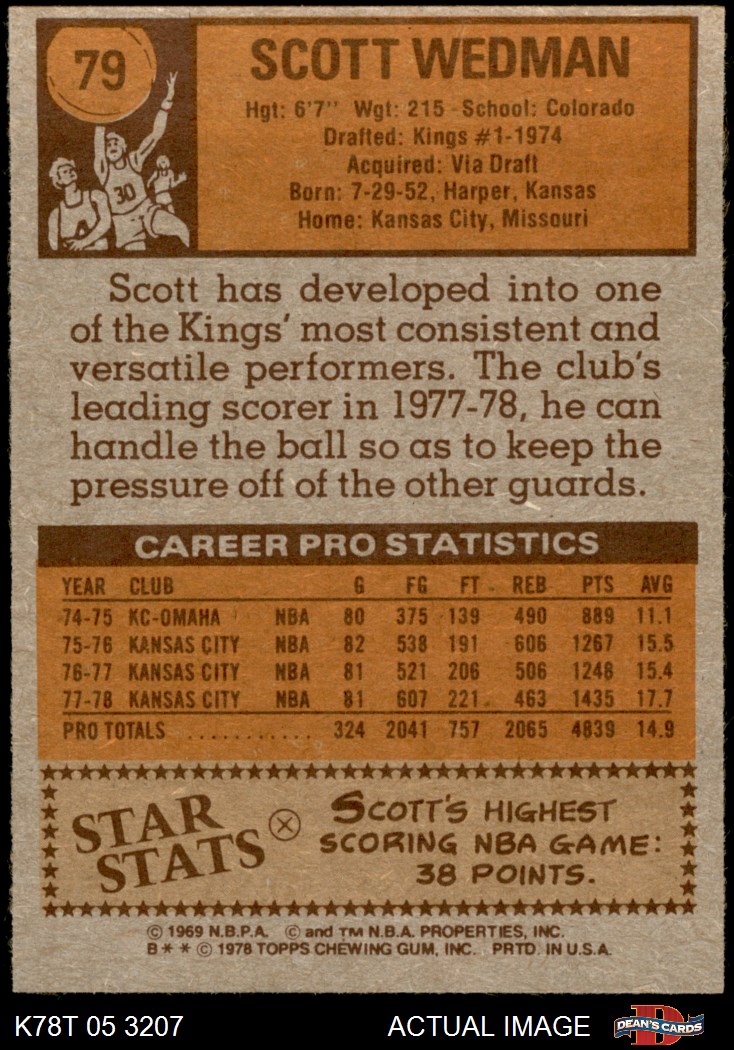 79
SCOTT WEDMAN
Hgt: 6'7" Wgt: 215 School: Colorado
Drafted: Kings #1-1974
Acquired: Via Draft
Born: 7-29-52, Harper, Kansas
Home: Kansas City, Missouri
30
Scott has developed into one
of the Kings' most consistent and
versatile performers. The club's
leading scorer in 1977-78, he can
handle the ball so as to keep the
pressure off of the other guards.
CAREER PRO STATISTICS
YEAR CLUB G FG FT REB PTS AVG
74-75 KC-OMAHA NBA 80 375 139 490 889 11.1
75-76 KANSAS CITY NBA 82 538 191 606 1267 15.5
76-77 KANSAS CITY NBA 81 521 206 506 1248 15.4
77-78 KANSAS CITY NBA 81 607 221 463 1435 17.7
PRO TOTALS ............ 324 2041 757 2065 4839 14.9
STAR
STATS
SCOTT'S HIGHEST
SCORING NBA GAME:
38 POINTS.
© 1969 N.B.P.A. © and TM N.B.A. PROPERTIES, INC.
B * * © 1978 TOPPS CHEWING GUM, INC. PRTD. IN U.S.A.
K78T 05 3207 ACTUAL IMAGE
D
DEAN'S CARDS